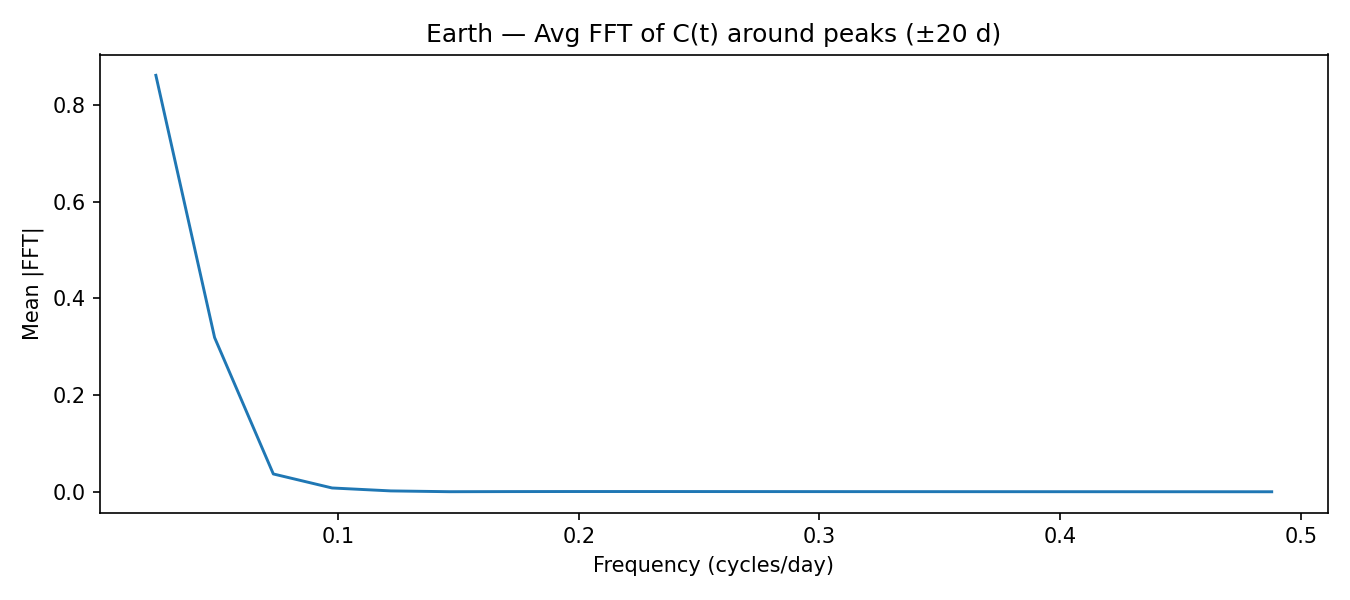 Earth — Avg FFT of C(t) around peaks (±20 d)
Mean |FFT|
0.8
0.6
0.4
0.2
0.0
0.1 0.2 0.3 0.4 0.5
Frequency (cycles/day)